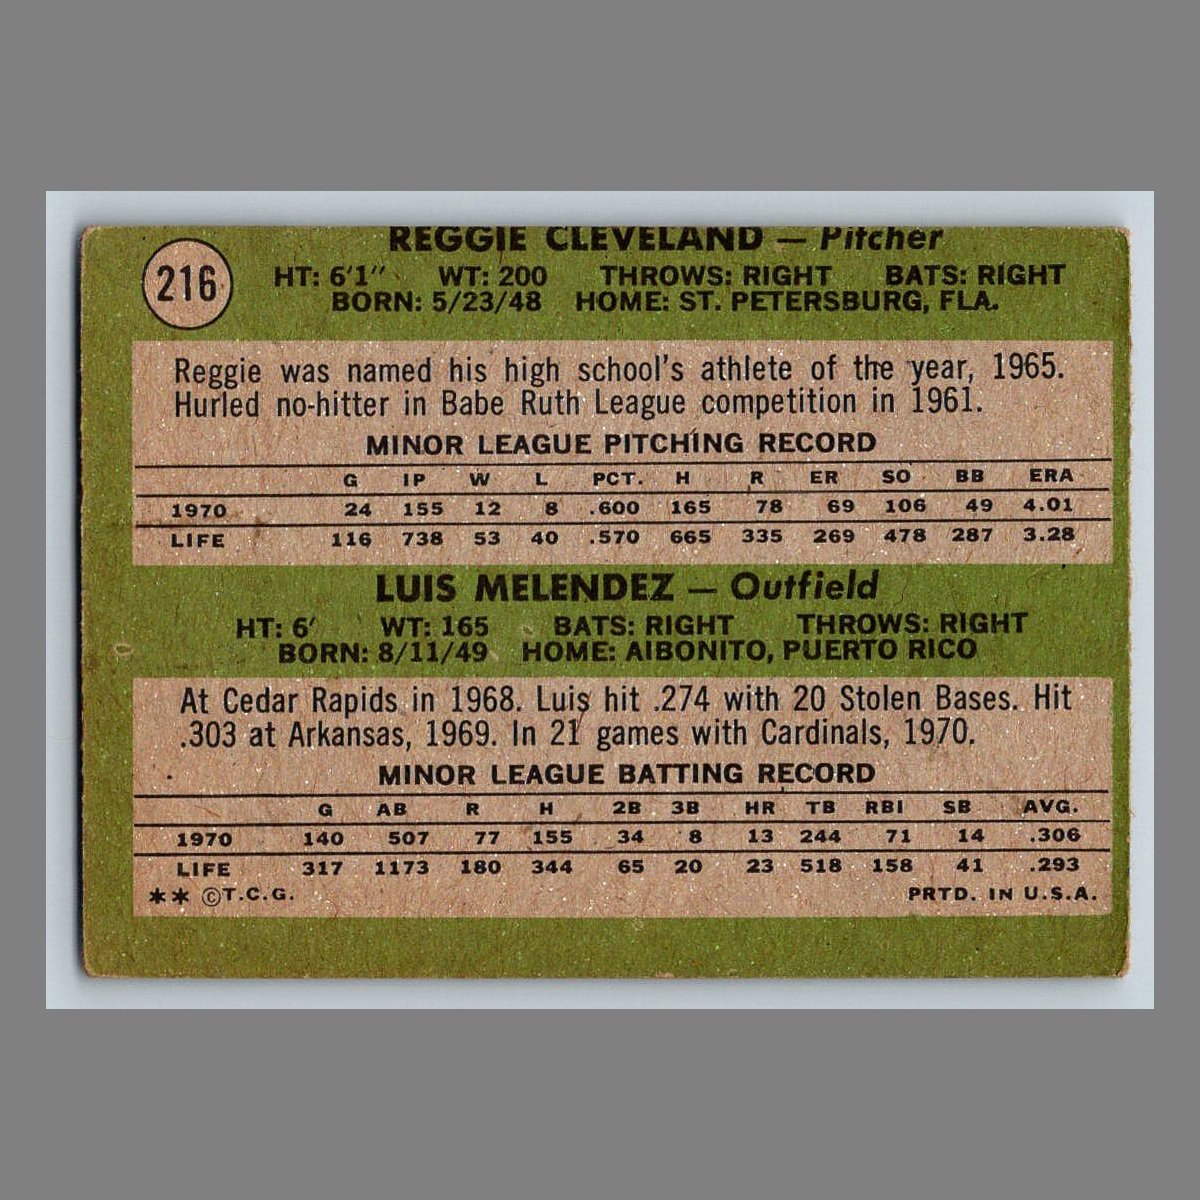 REGGIE CLEVELAND — Pitcher
216
HT: 6'1" WT: 200 THROWS: RIGHT BATS: RIGHT
BORN: 5/23/48 HOME: ST. PETERSBURG, FLA.
Reggie was named his high school's athlete of the year, 1965.
Hurled no-hitter in Babe Ruth League competition in 1961.
MINOR LEAGUE PITCHING RECORD
G IP W L PCT. H R ER SO BB ERA
1970 24 155 12 8 .600 165 78 69 106 49 4.01
LIFE 116 738 53 40 .570 665 335 269 478 287 3.28
LUIS MELENDEZ — Outfield
HT: 6' WT: 165 BATS: RIGHT THROWS: RIGHT
BORN: 8/11/49 HOME: AIBONITO, PUERTO RICO
At Cedar Rapids in 1968. Luis hit .274 with 20 Stolen Bases. Hit
.303 at Arkansas, 1969. In 21 games with Cardinals, 1970.
MINOR LEAGUE BATTING RECORD
G AB R H 2B 3B HR TB RBI SB AVG.
1970 140 507 77 155 34 8 13 244 71 14 .306
LIFE 317 1173 180 344 65 20 23 518 158 41 .293
** ©T.C.G. PRTD. IN U.S.A.